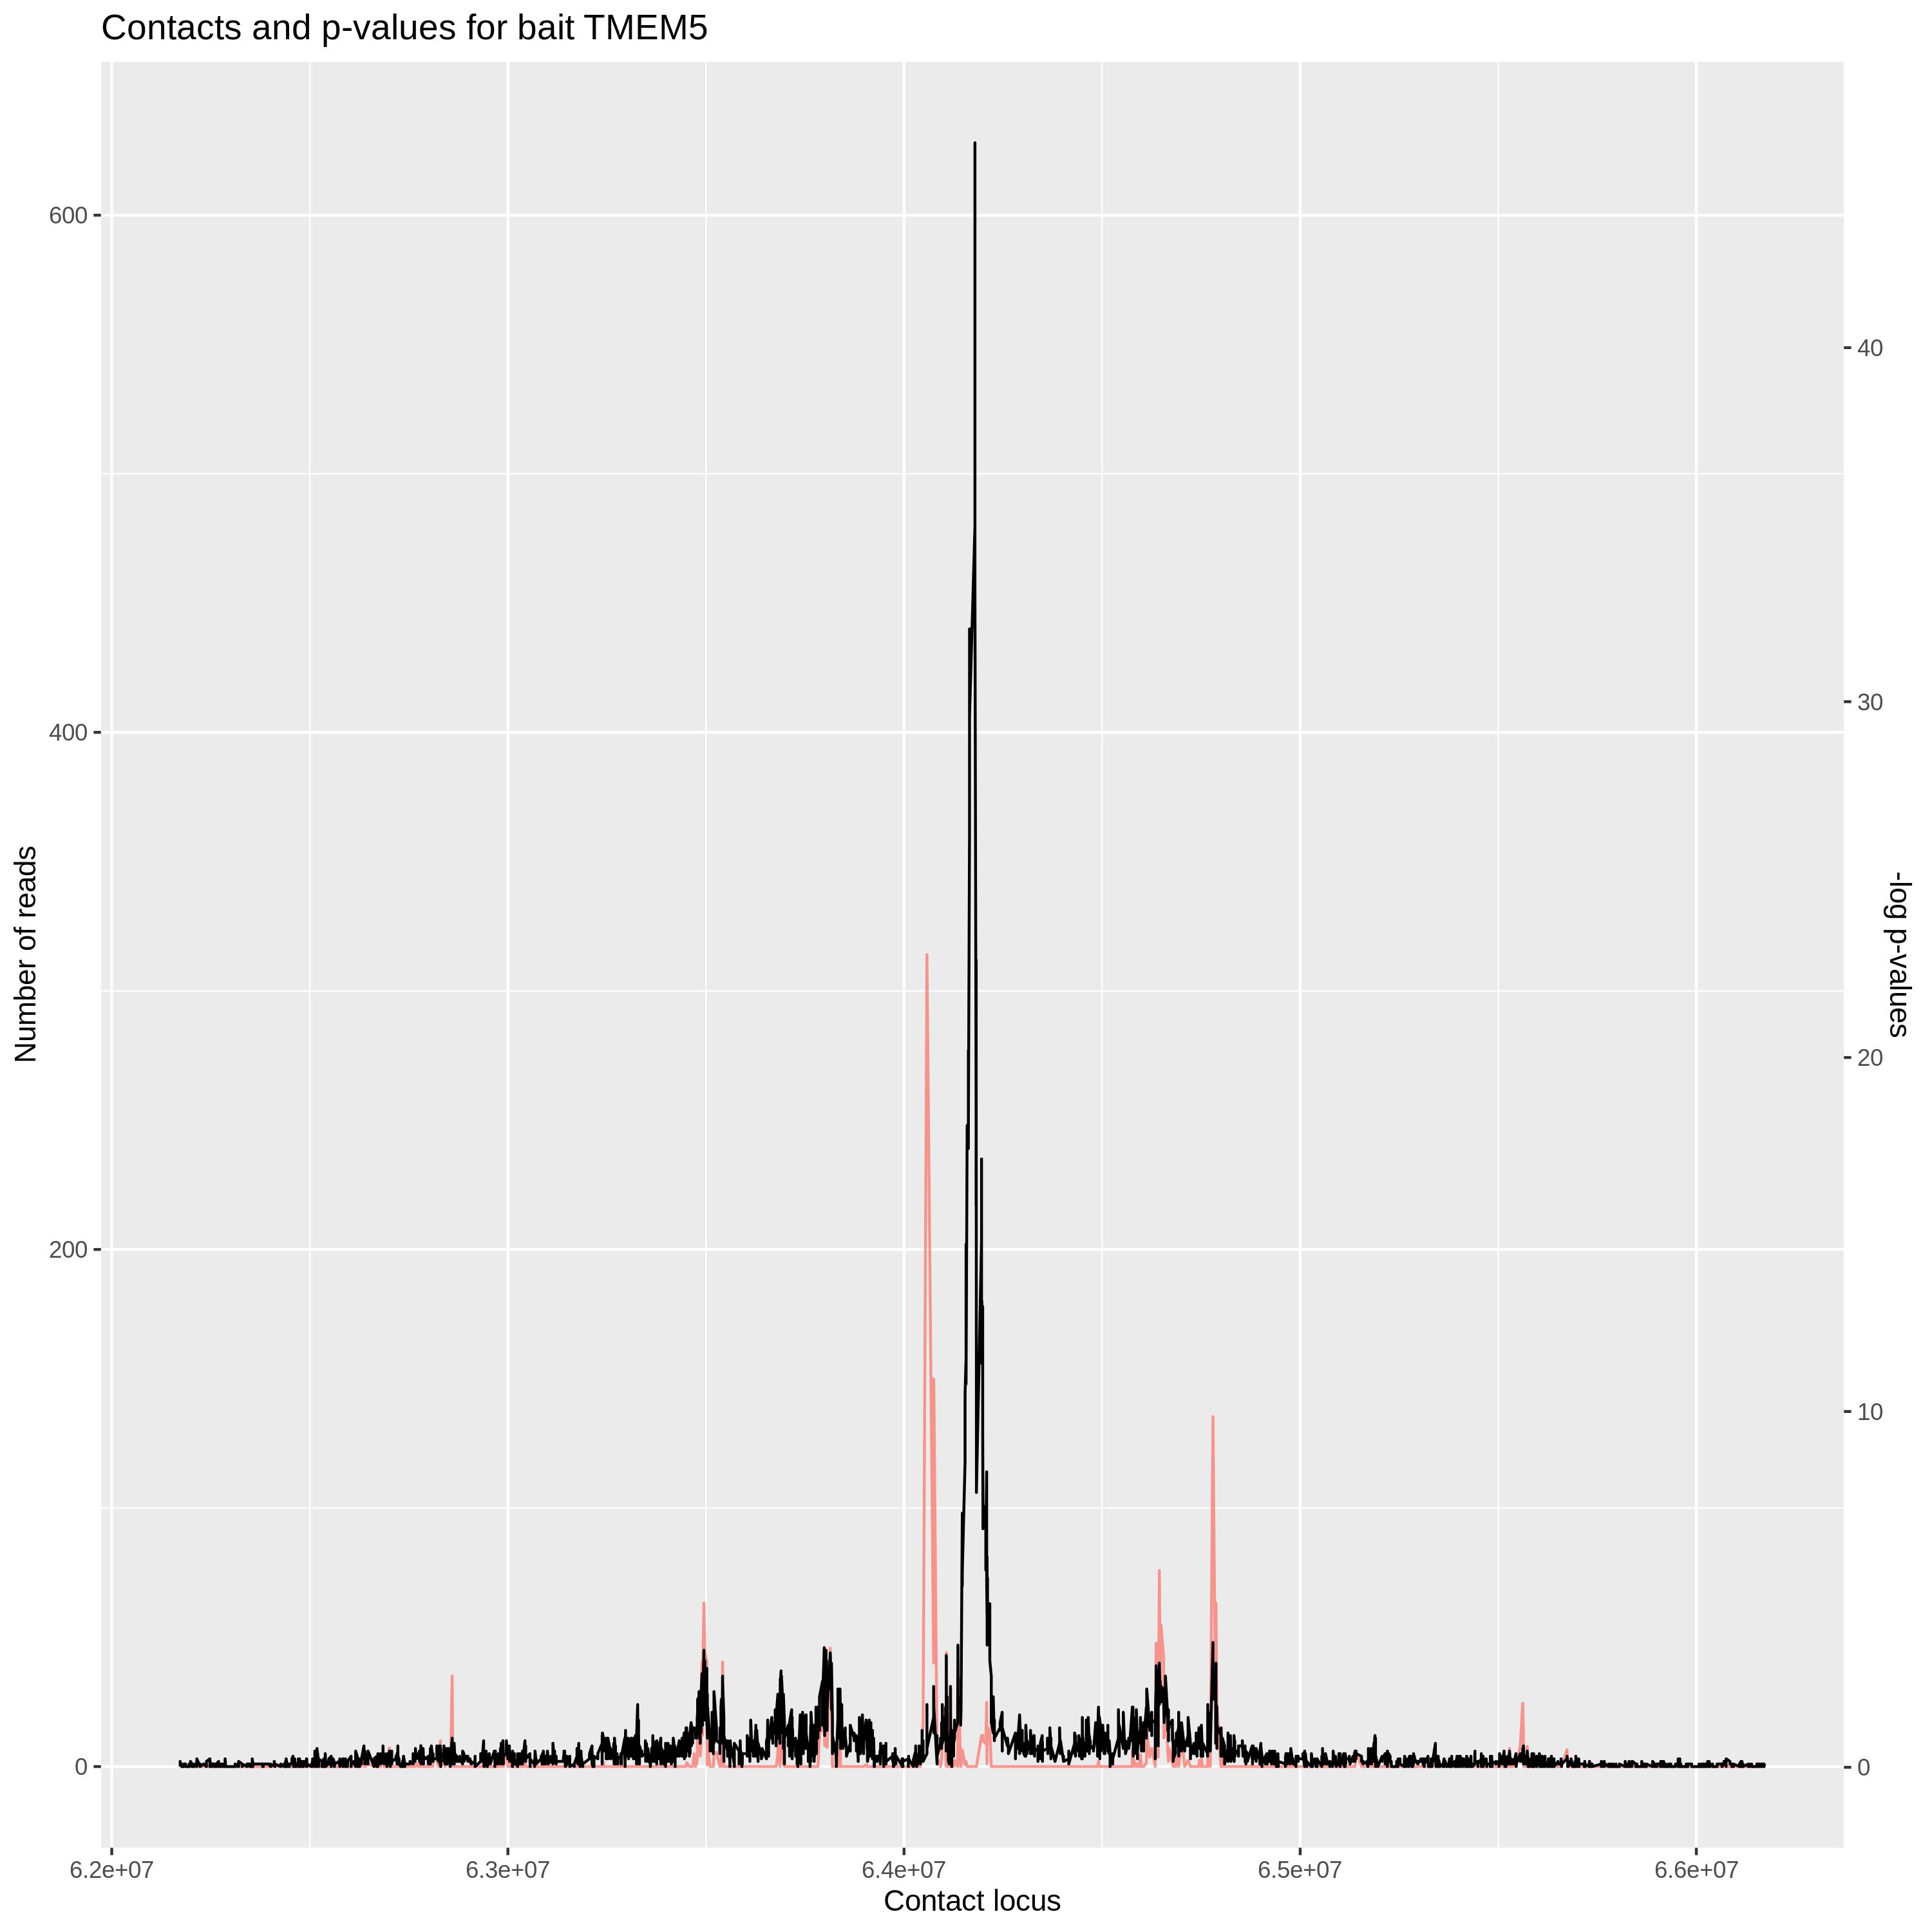 Contacts and p-values for bait TMEM5
600
400
200
0
Number of reads
40
30
20
10
0
-log p-values
6.2e+07
6.3e+07
6.4e+07
6.5e+07
6.6e+07
Contact locus